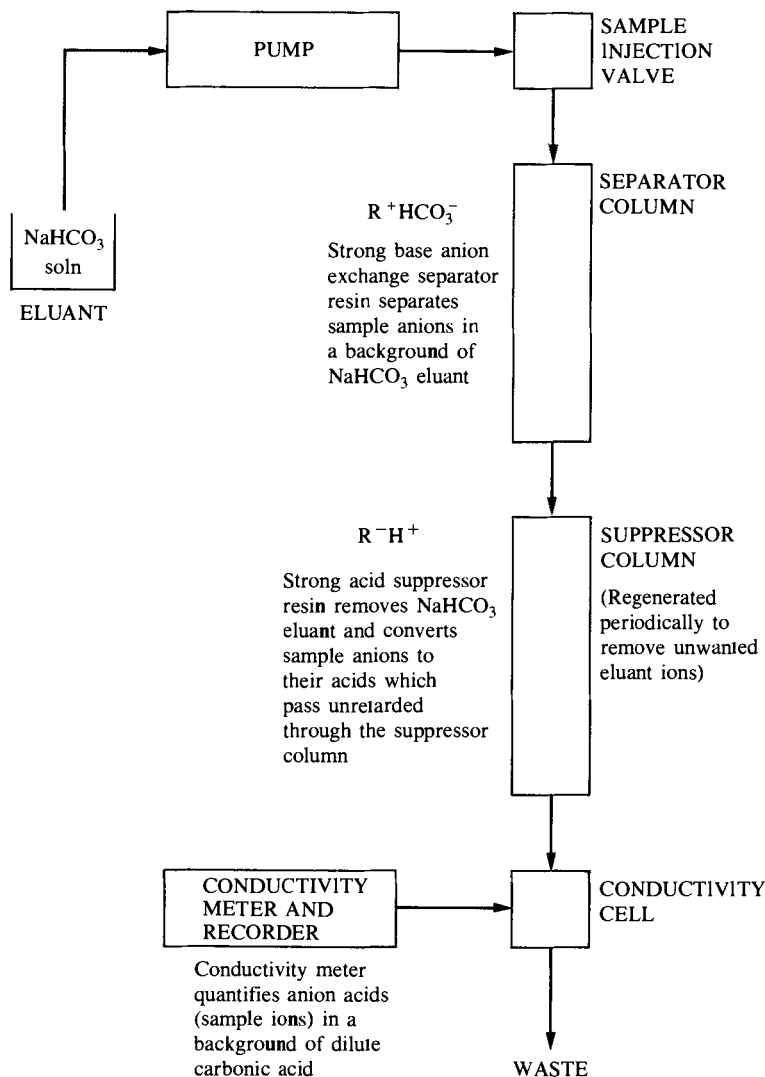 PUMP
SAMPLE
INJECTION
VALVE
NaHCO₃
soln
ELUANT
R⁺HCO₃⁻
Strong base anion
exchange separator
resin separates
sample anions in
a background of
NaHCO₃ eluant
SEPARATOR
COLUMN
R⁻H⁺
Strong acid suppressor
resin removes NaHCO₃
eluant and converts
sample anions to
their acids which
pass unretarded
through the suppressor
column
SUPPRESSOR
COLUMN
(Regenerated
periodically to
remove unwanted
eluant ions)
CONDUCTIVITY
METER AND
RECORDER
CONDUCTIVITY
CELL
Conductivity meter
quantifies anion acids
(sample ions) in a
background of dilute
carbonic acid
WASTE